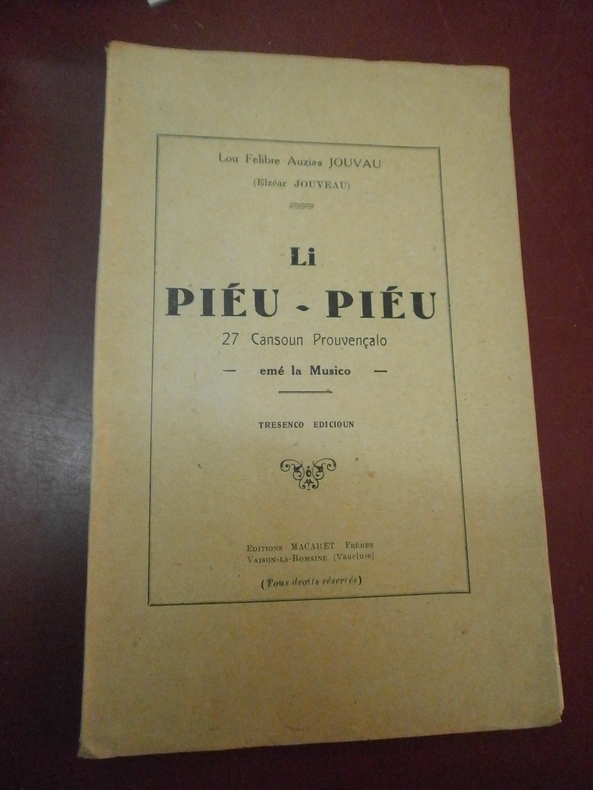 Lou Felibre Auzias JOUVAU
(Elzéar JOUVEAU)
Li
PIÉU - PIÉU
27 Cansoun Prouvençalo
— emé la Musico —
TRESENCO EDICIOUN
EDITIONS MACABET FRÈRES
VAISON-LA-ROMAINE (Vaucluse)
(Tous droits réservés)